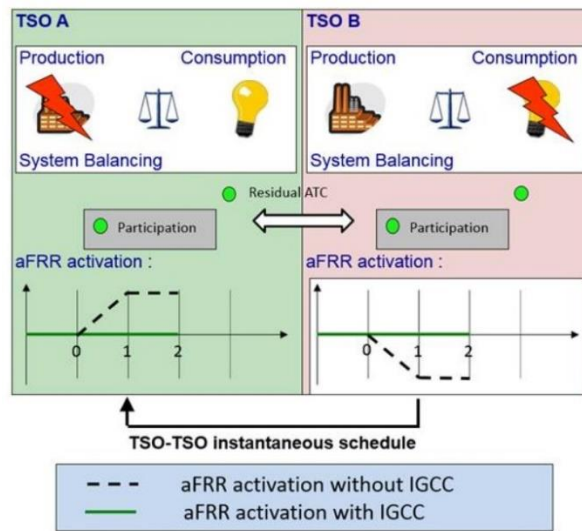 TSO A
TSO B
Production
Consumption
Production
Consumption
System Balancing
System Balancing
Residual ATC
Participation
Participation
aFRR activation :
aFRR activation :
0 1 2
0 1 2
TSO-TSO instantaneous schedule
aFRR activation without IGCC
aFRR activation with IGCC